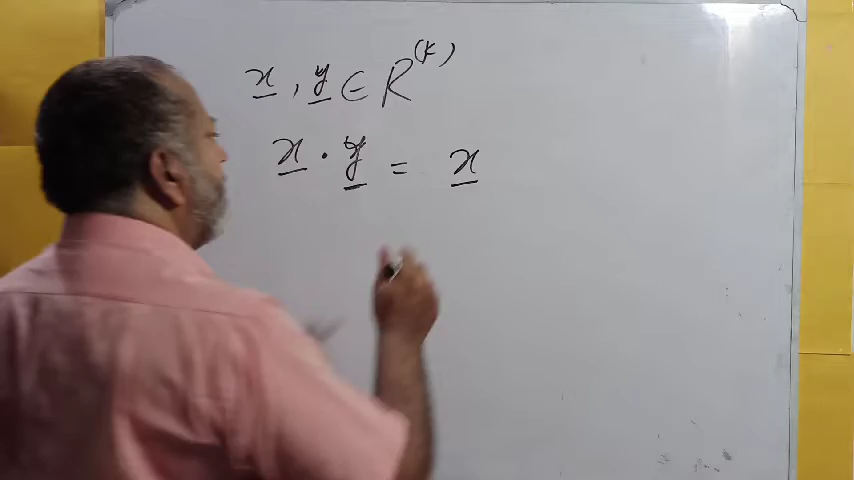 x, y ∈ R^(k)
x · y = x